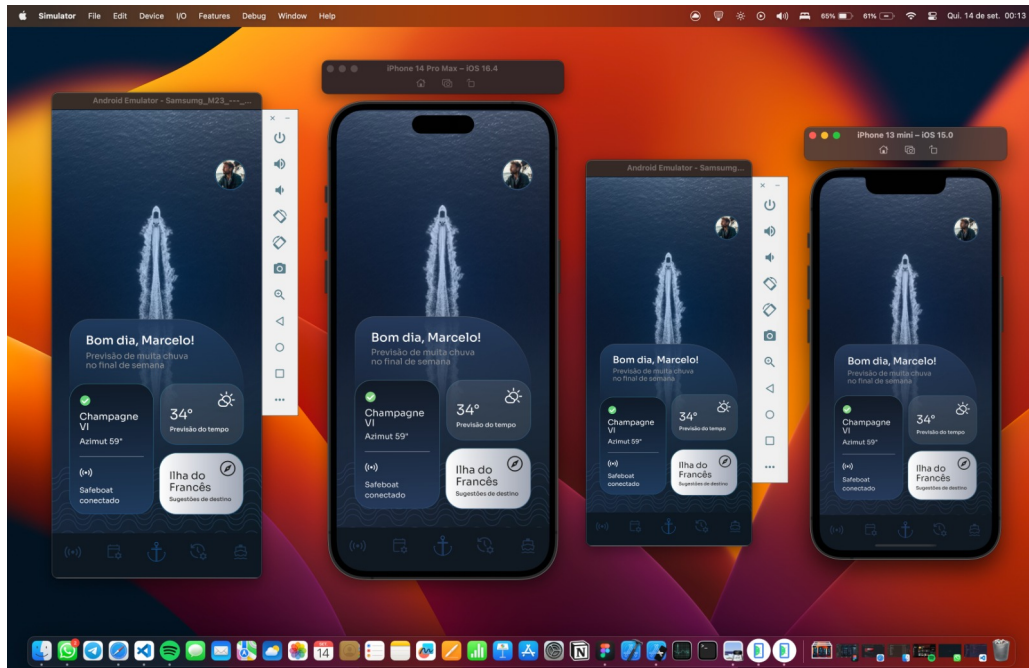 Simulator File Edit Device I/O Features Debug Window Help
65% 61% Qui. 14 de set. 00:13
Android Emulator - Samsumg_M23_---_...
Bom dia, Marcelo!
Previsão de muita chuva
no final de semana
Champagne
VI
Azimut 59°
Safeboat
conectado
34°
Previsão do tempo
Ilha do
Francês
Sugestões de destino
iPhone 14 Pro Max – iOS 16.4
Bom dia, Marcelo!
Previsão de muita chuva
no final de semana
Champagne
VI
Azimut 59°
Safeboat
conectado
34°
Previsão do tempo
Ilha do
Francês
Sugestões de destino
Android Emulator - Samsumg...
Bom dia, Marcelo!
Previsão de muita chuva
no final de semana
Champagne
VI
Azimut 59°
Safeboat
conectado
34°
Previsão do tempo
Ilha do
Francês
Sugestões de destino
iPhone 13 mini – iOS 15.0
Bom dia, Marcelo!
Previsão de muita chuva
no final de semana
Champagne
VI
Azimut 59°
Safeboat
conectado
34°
Previsão do tempo
Ilha do
Francês
Sugestões de destino
14